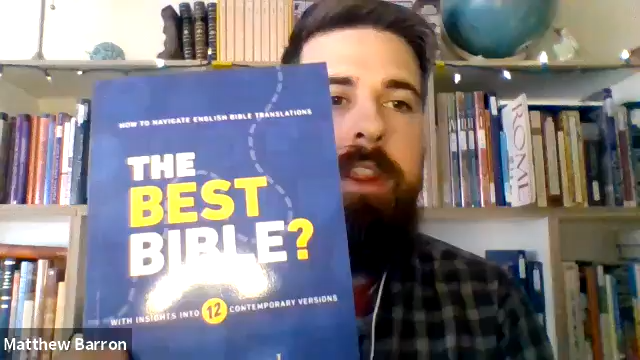 HOW TO NAVIGATE ENGLISH BIBLE TRANSLATIONS
THE
BEST
BIBLE?
WITH INSIGHTS INTO 12 CONTEMPORARY VERSIONS
ROME
Matthew Barron